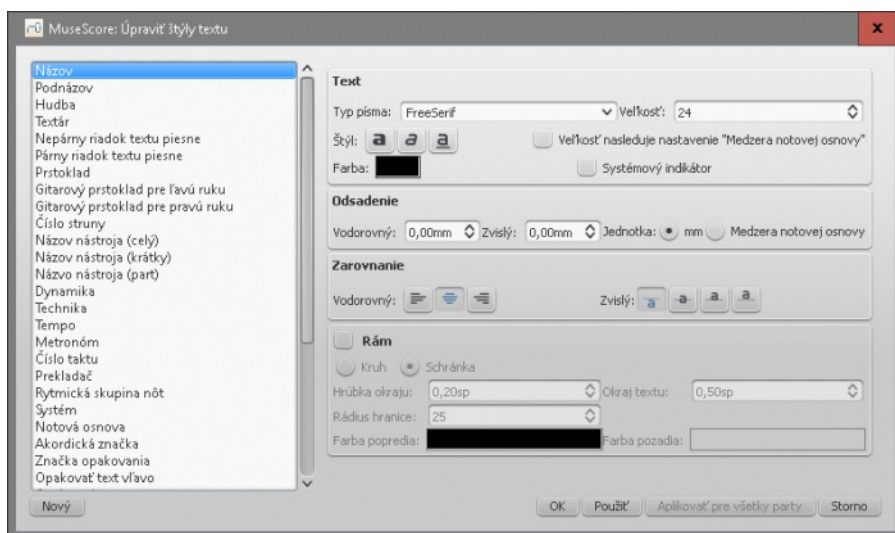 MuseScore: Úpraviť štýly textu
Názov
Podnázov
Hudba
Textár
Nepárny riadok textu piesne
Párny riadok textu piesne
Prstoklad
Gitarový prstoklad pre ľavú ruku
Gitarový prstoklad pre pravú ruku
Číslo struny
Názov nástroja (celý)
Názov nástroja (krátky)
Názvo nástroja (part)
Dynamika
Technika
Tempo
Metronóm
Číslo taktu
Prekladač
Rytmická skupina nôt
Systém
Notová osnova
Akordická značka
Značka opakovania
Opakovať text vľavo
Nový
Text
Typ písma: FreeSerif Veľkosť: 24
Štýl: a a a Veľkosť nasleduje nastavenie "Medzera notovej osnovy"
Farba: Systémový indikátor
Odsadenie
Vodorovný: 0,00mm Zvislý: 0,00mm Jednotka: mm Medzera notovej osnovy
Zarovnanie
Vodorovný: Zvislý: a a a a
Rám
Kruh Schránka
Hrúbka okraju: 0,20sp Okraj textu: 0,50sp
Rádius hranice: 25
Farba popredia: Farba pozadia:
OK Použiť Aplikovať pre všetky party Storno